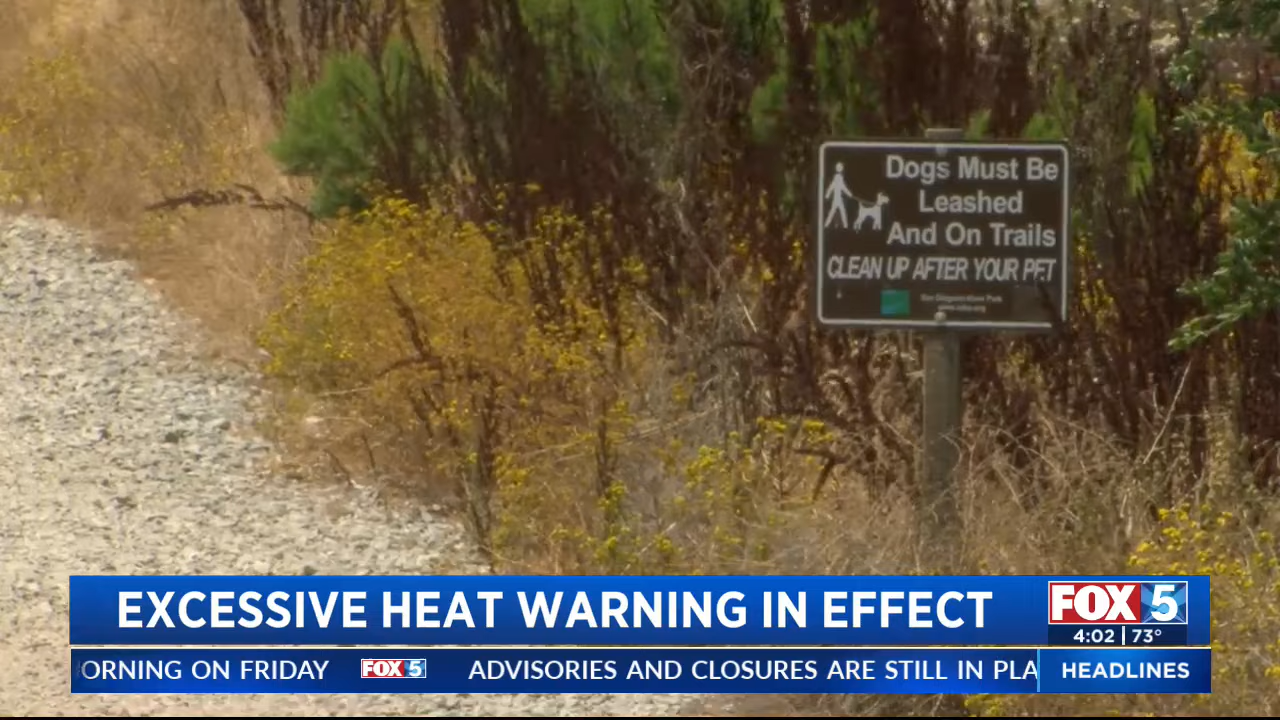 Dogs Must Be
Leashed
And On Trails
CLEAN UP AFTER YOUR PET
EXCESSIVE HEAT WARNING IN EFFECT
FOX 5
4:02 | 73°
ORNING ON FRIDAY FOX 5 ADVISORIES AND CLOSURES ARE STILL IN PLA
HEADLINES